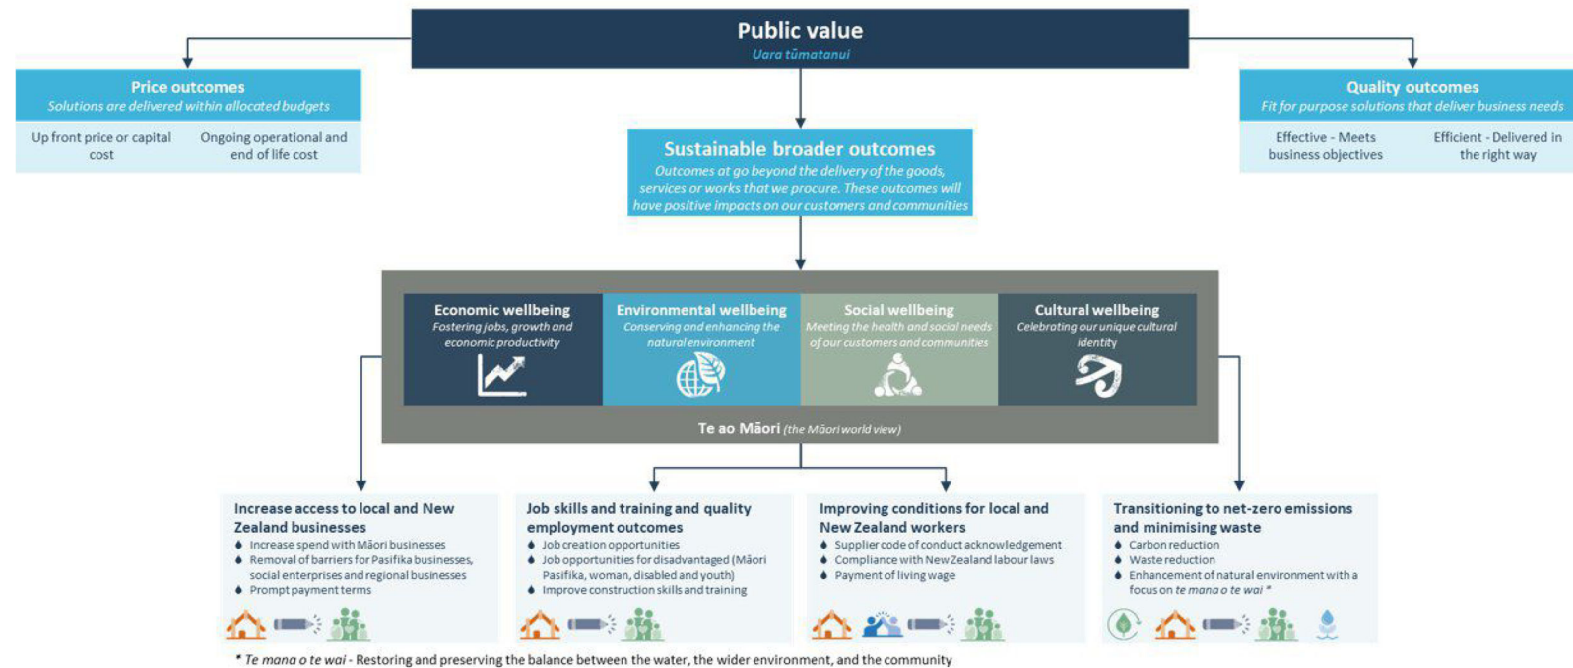 Public value
Uara tūmatanui
Price outcomes
Solutions are delivered within allocated budgets
Up front price or capital
cost
Ongoing operational and
end of life cost
Quality outcomes
Fit for purpose solutions that deliver business needs
Effective - Meets
business objectives
Efficient - Delivered in
the right way
Sustainable broader outcomes
Outcomes at go beyond the delivery of the goods,
services or works that we procure. These outcomes will
have positive impacts on our customers and communities
Economic wellbeing
Fostering jobs, growth and
economic productivity
Environmental wellbeing
Conserving and enhancing the
natural environment
Social wellbeing
Meeting the health and social needs
of our customers and communities
Cultural wellbeing
Celebrating our unique cultural
identity
Te ao Māori (the Māori world view)
Increase access to local and New
Zealand businesses
Increase spend with Māori businesses
Removal of barriers for Pasifika businesses,
social enterprises and regional businesses
Prompt payment terms
Job skills and training and quality
employment outcomes
Job creation opportunities
Job opportunities for disadvantaged (Māori
Pasifika, woman, disabled and youth)
Improve construction skills and training
Improving conditions for local and
New Zealand workers
Supplier code of conduct acknowledgement
Compliance with NewZealand labour laws
Payment of living wage
Transitioning to net-zero emissions
and minimising waste
Carbon reduction
Waste reduction
Enhancement of natural environment with a
focus on te mana o te wai *
* Te mana o te wai - Restoring and preserving the balance between the water, the wider environment, and the community